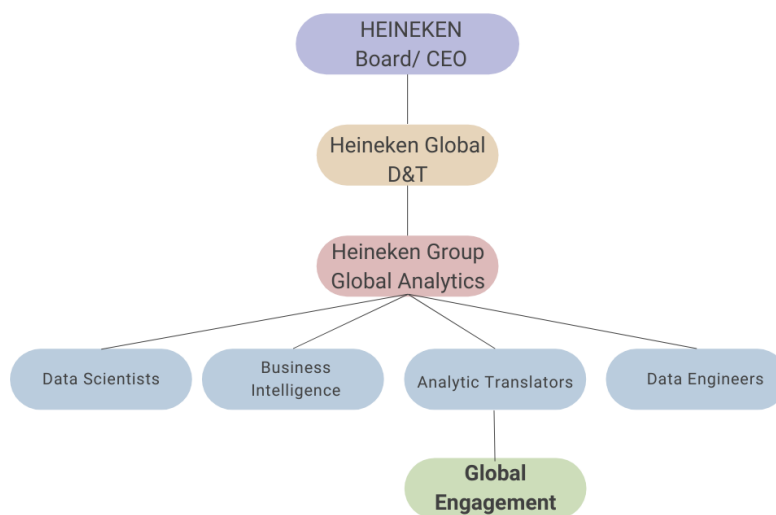 HEINEKEN
Board/ CEO
Heineken Global
D&T
Heineken Group
Global Analytics
Data Scientists
Business
Intelligence
Analytic Translators
Data Engineers
Global
Engagement